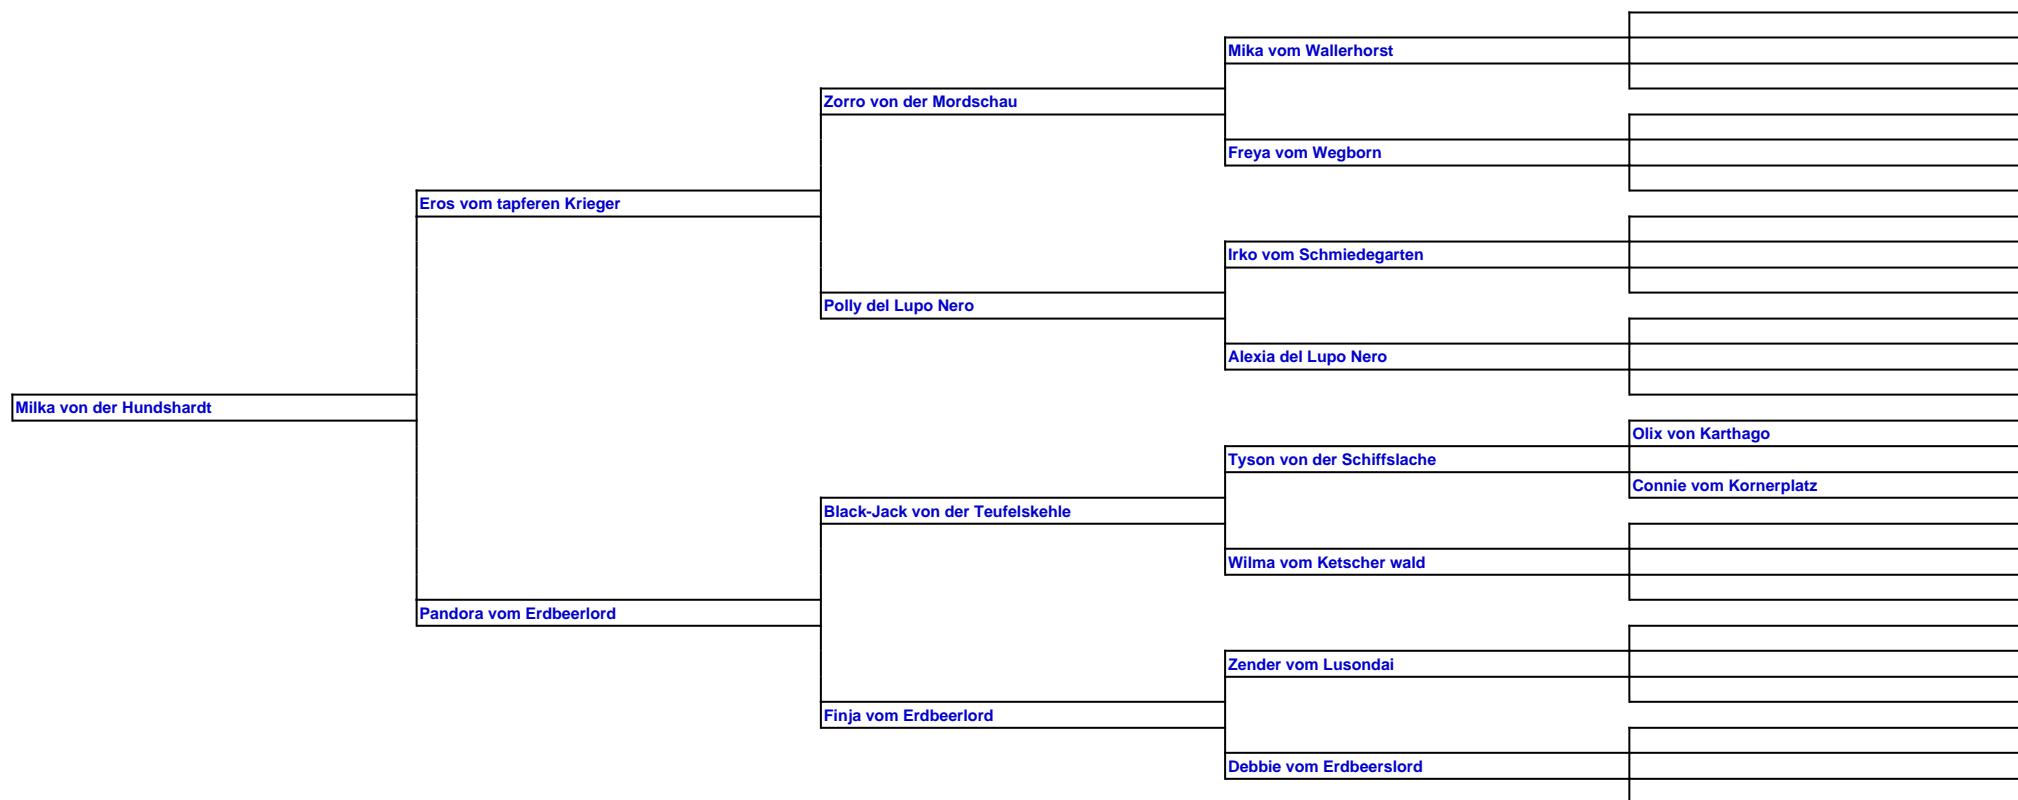 Mika vom Wallerhorst
Zorro von der Mordschau
Freya vom Wegborn
Eros vom tapferen Krieger
Irko vom Schmiedegarten
Polly del Lupo Nero
Alexia del Lupo Nero
Milka von der Hundshardt
Olix von Karthago
Tyson von der Schiffslache
Connie vom Kornerplatz
Black-Jack von der Teufelskehle
Wilma vom Ketscher wald
Pandora vom Erdbeerlord
Zender vom Lusondai
Finja vom Erdbeerlord
Debbie vom Erdbeerslord